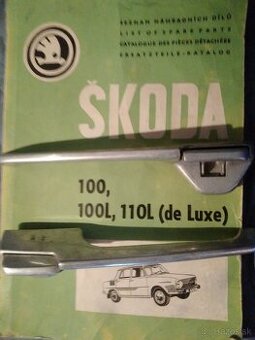 SEZNAM NÁHRADNÍCH DÍLŮ
LIST OF SPARE PARTS
CATALOGUE DES PIÈCES DÉTACHÉES
ERSATZTEILE-KATALOG
ŠKODA
100,
100L, 110L (de Luxe)